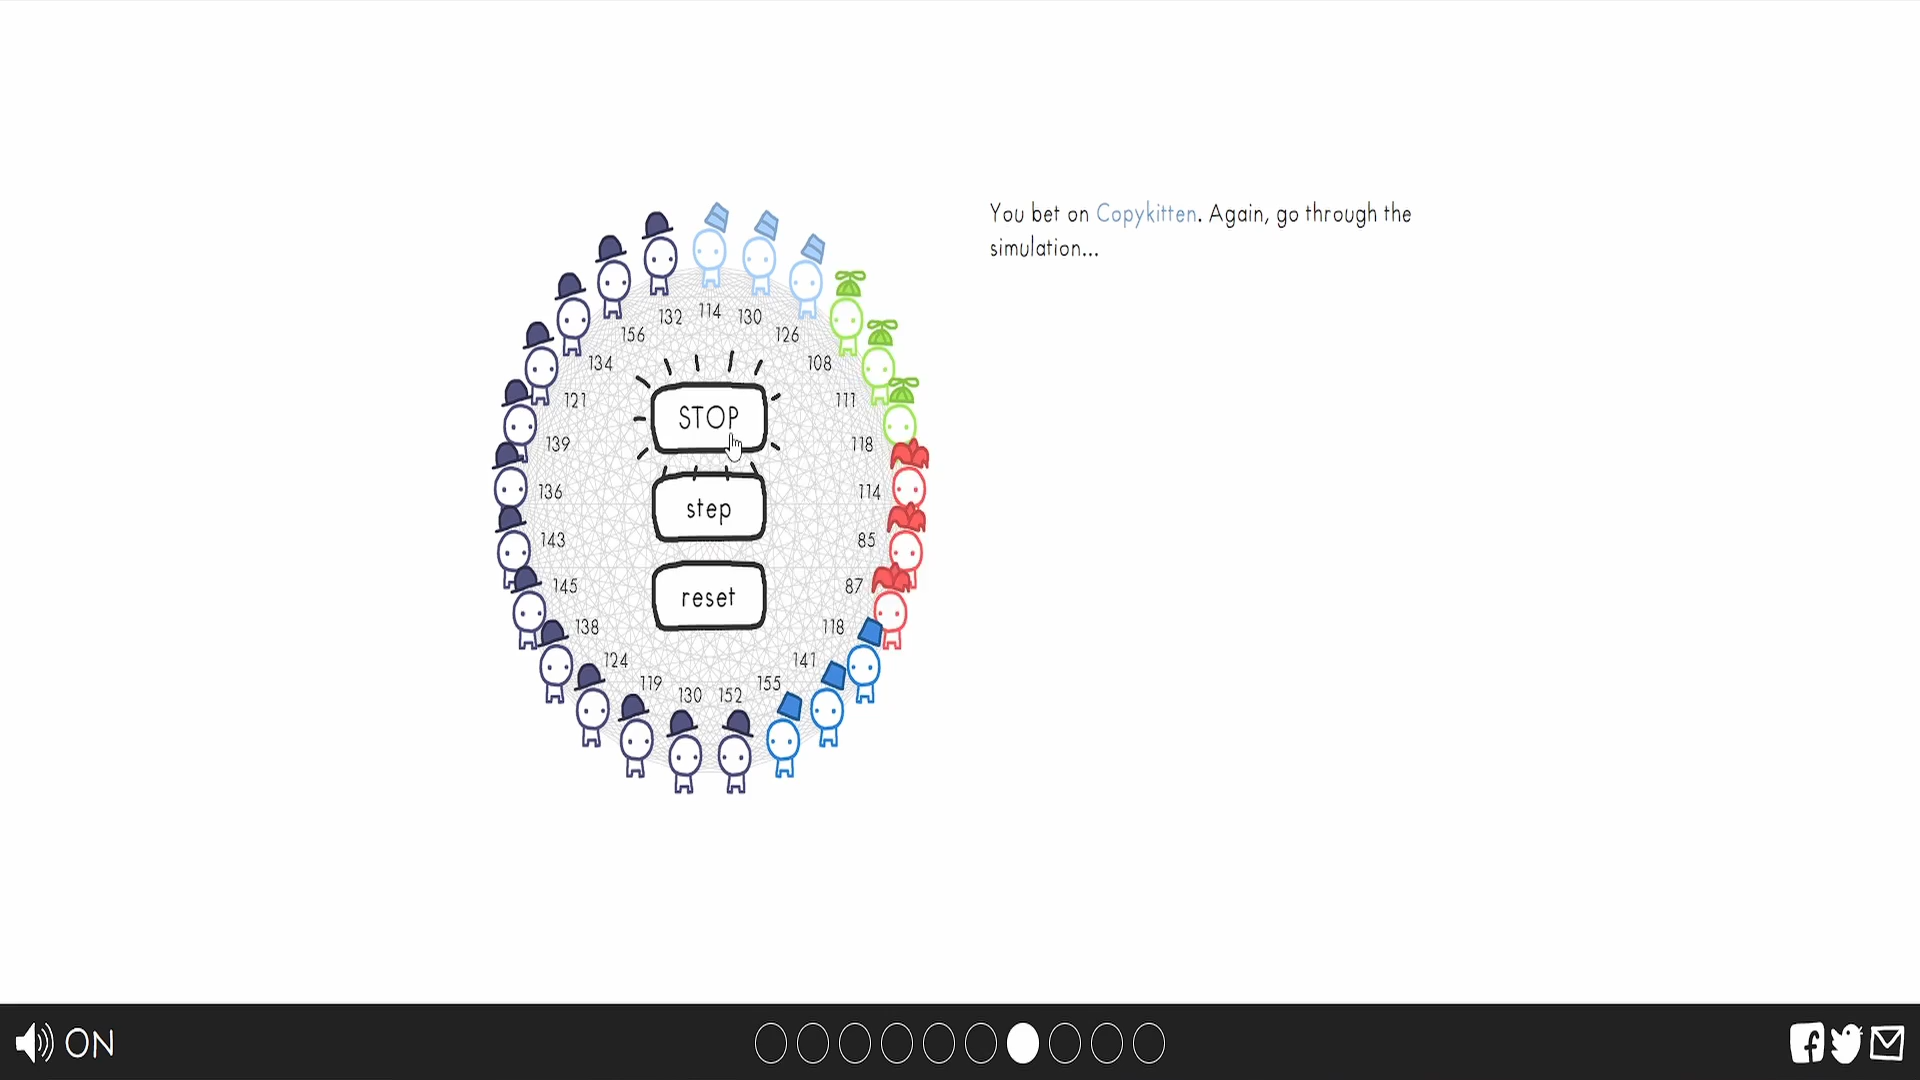 You bet on Copykitten. Again, go through the
simulation...
132 114 130
156 126
134 108
121 111
139 118
136 114
143 85
145 87
138 118
124 141
119 130 152 155
STOP
step
reset
ON